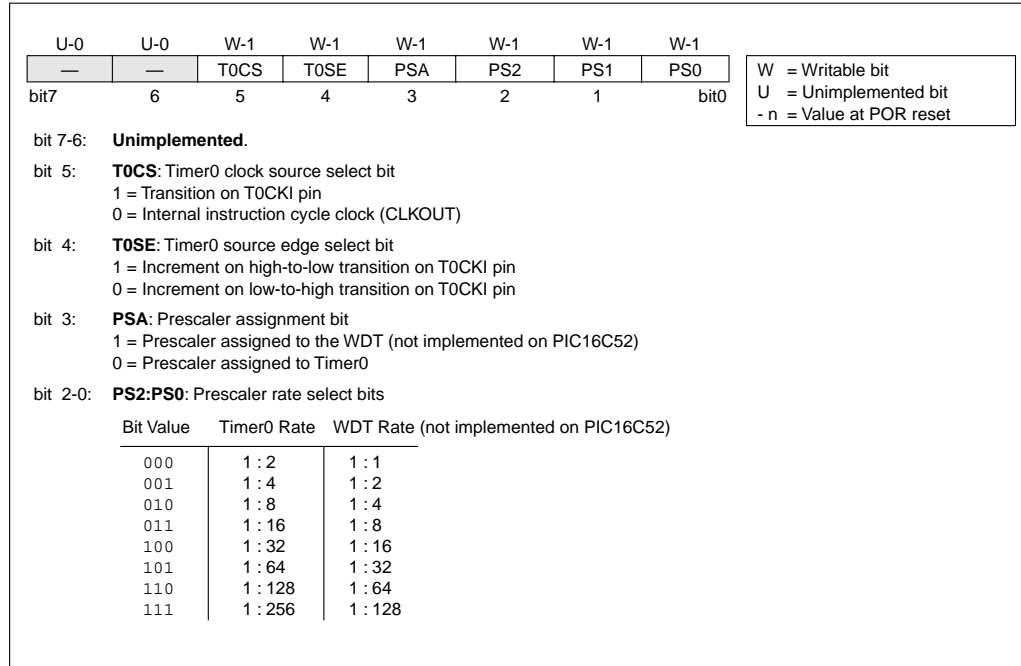 U-0 U-0 W-1 W-1 W-1 W-1 W-1 W-1
— — T0CS T0SE PSA PS2 PS1 PS0
bit7 6 5 4 3 2 1 bit0
W = Writable bit
U = Unimplemented bit
- n = Value at POR reset
bit 7-6: Unimplemented.
bit 5: T0CS: Timer0 clock source select bit
1 = Transition on T0CKI pin
0 = Internal instruction cycle clock (CLKOUT)
bit 4: T0SE: Timer0 source edge select bit
1 = Increment on high-to-low transition on T0CKI pin
0 = Increment on low-to-high transition on T0CKI pin
bit 3: PSA: Prescaler assignment bit
1 = Prescaler assigned to the WDT (not implemented on PIC16C52)
0 = Prescaler assigned to Timer0
bit 2-0: PS2:PS0: Prescaler rate select bits
Bit Value Timer0 Rate WDT Rate (not implemented on PIC16C52)
000 1 : 2 1 : 1
001 1 : 4 1 : 2
010 1 : 8 1 : 4
011 1 : 16 1 : 8
100 1 : 32 1 : 16
101 1 : 64 1 : 32
110 1 : 128 1 : 64
111 1 : 256 1 : 128